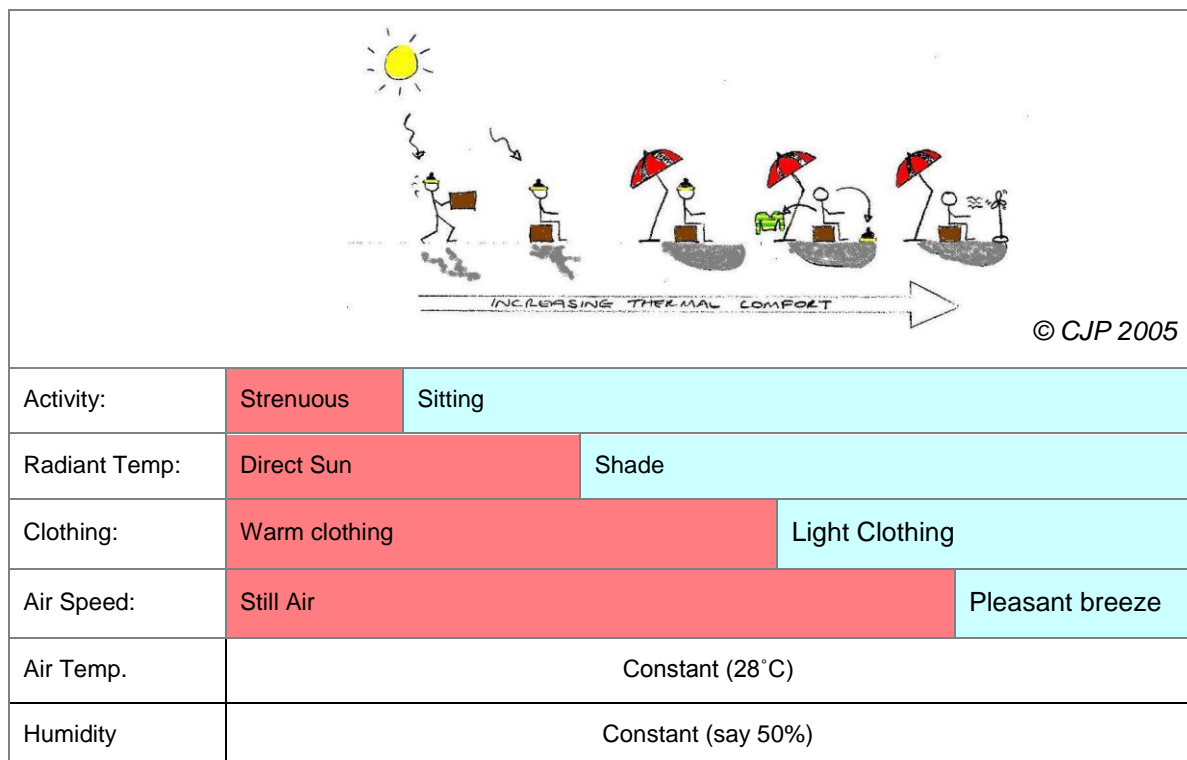 INCREASING THERMAL COMFORT
© CJP 2005
Activity: Strenuous Sitting
Radiant Temp: Direct Sun Shade
Clothing: Warm clothing Light Clothing
Air Speed: Still Air Pleasant breeze
Air Temp. Constant (28˚C)
Humidity Constant (say 50%)